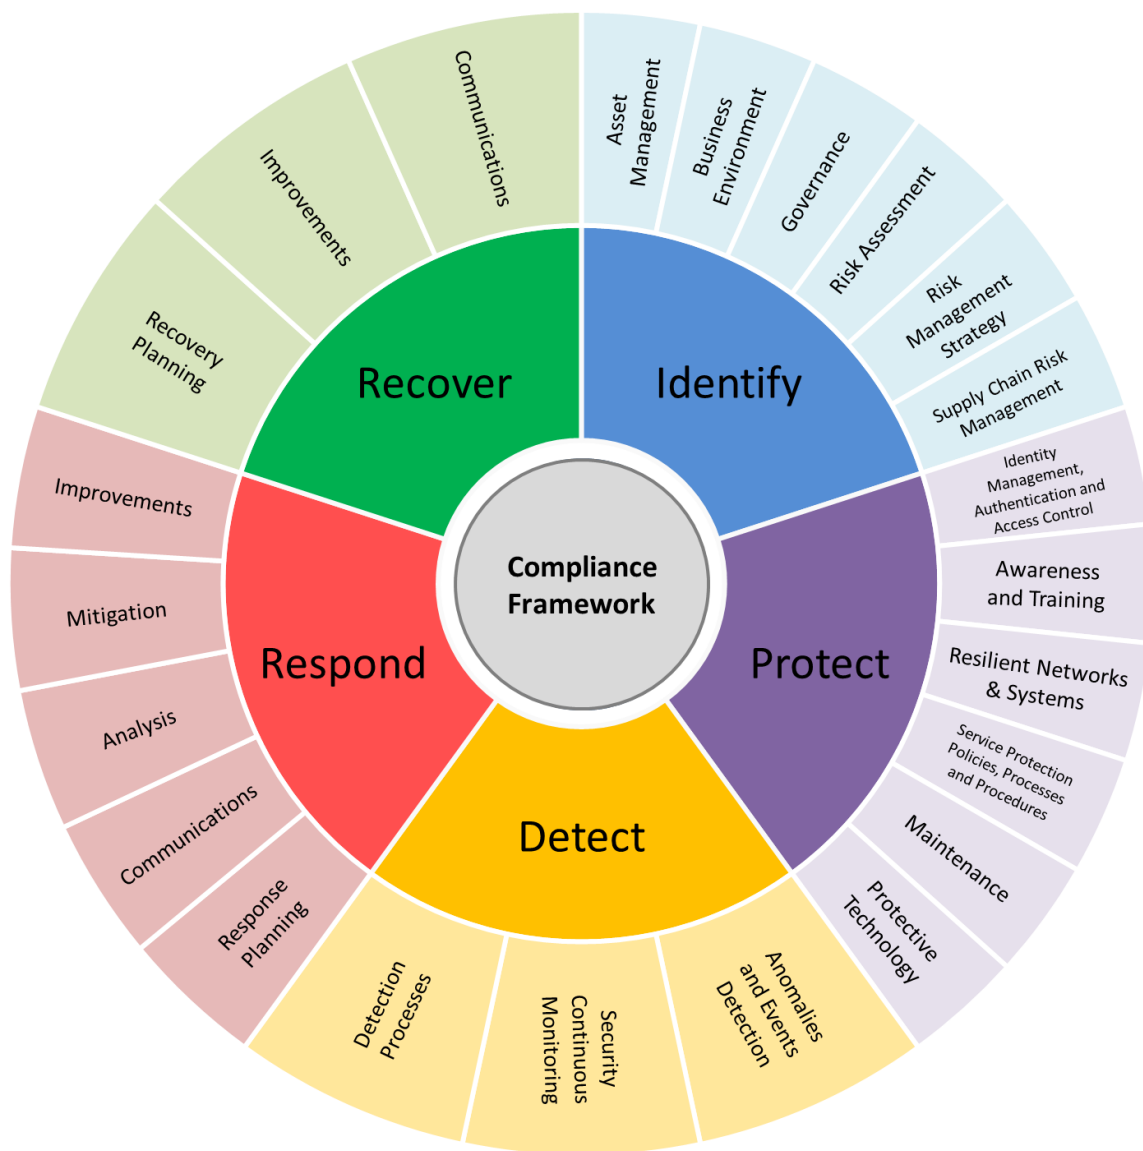 Compliance
Framework
Identify
Asset
Management
Business
Environment
Governance
Risk Assessment
Risk
Management
Strategy
Supply Chain Risk
Management
Protect
Identity
Management,
Authentication and
Access Control
Awareness
and Training
Resilient Networks
& Systems
Service Protection
Policies, Processes
and Procedures
Maintenance
Protective
Technology
Detect
Anomalies
and Events
Detection
Security
Continuous
Monitoring
Detection
Processes
Respond
Response
Planning
Communications
Analysis
Mitigation
Improvements
Recover
Recovery
Planning
Improvements
Communications